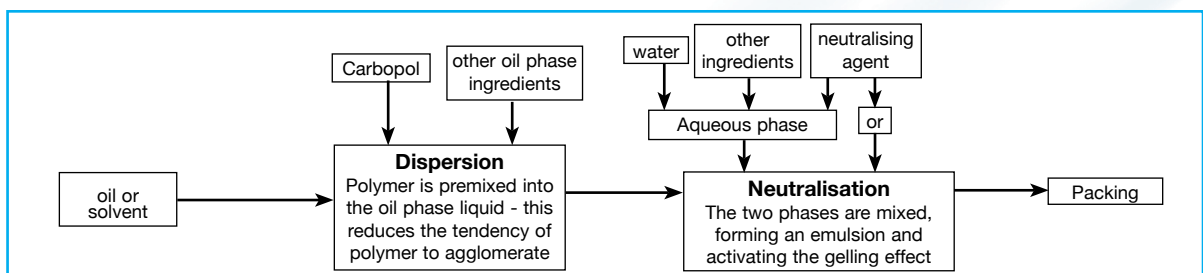 Carbopol
other oil phase
ingredients
water
other
ingredients
neutralising
agent
Aqueous phase
or
oil or
solvent
Dispersion
Polymer is premixed into
the oil phase liquid - this
reduces the tendency of
polymer to agglomerate
Neutralisation
The two phases are mixed,
forming an emulsion and
activating the gelling effect
Packing